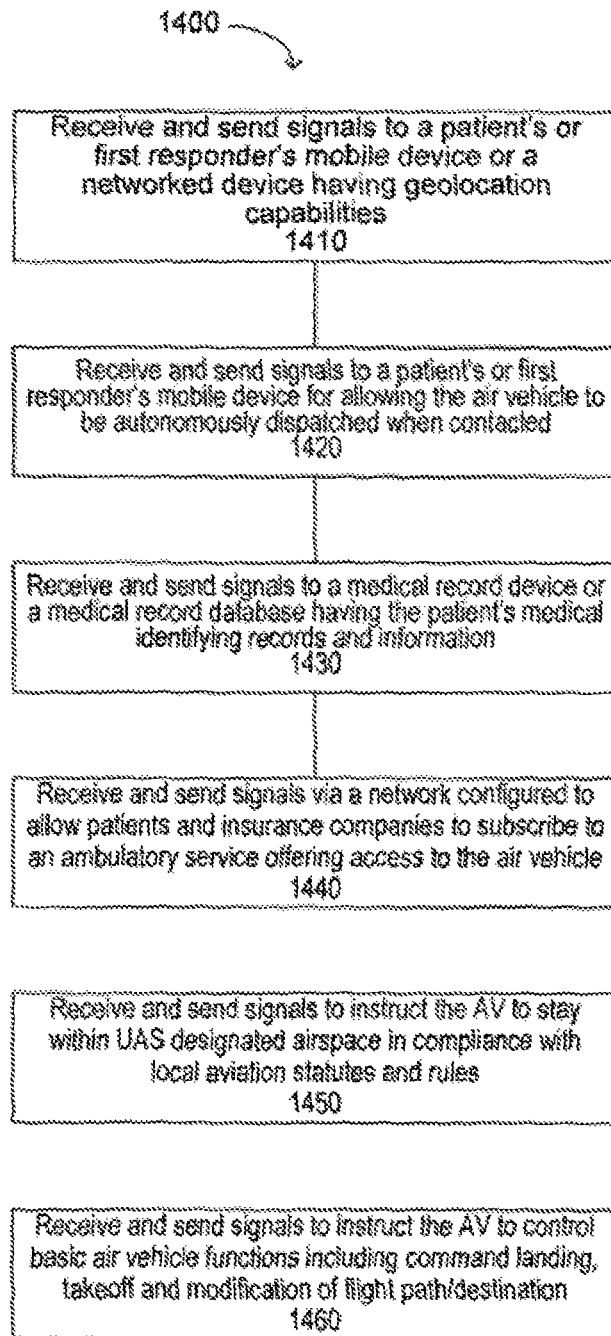 1400
Receive and send signals to a patient's or
first responder's mobile device or a
networked device having geolocation
capabilities
1410
Receive and send signals to a patient's or first
responder's mobile device for allowing the air vehicle to
be autonomously dispatched when contacted
1420
Receive and send signals to a medical record device or
a medical record database having the patient's medical
identifying records and information
1430
Receive and send signals via a network configured to
allow patients and insurance companies to subscribe to
an ambulatory service offering access to the air vehicle
1440
Receive and send signals to instruct the AV to stay
within UAS designated airspace in compliance with
local aviation statutes and rules
1450
Receive and send signals to instruct the AV to control
basic air vehicle functions including command landing,
takeoff and modification of flight path/destination
1460